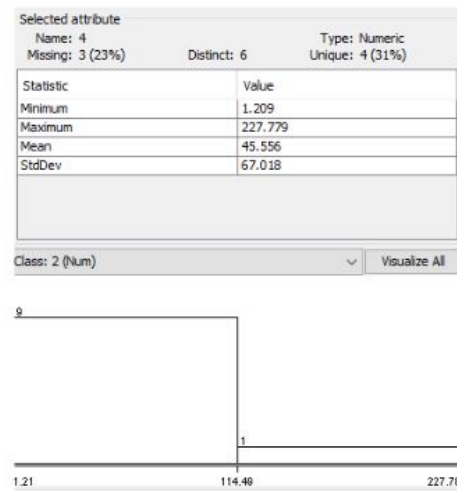 Selected attribute
Name: 4 Type: Numeric
Missing: 3 (23%) Distinct: 6 Unique: 4 (31%)
Statistic Value
Minimum 1.209
Maximum 227.779
Mean 45.556
StdDev 67.018
Class: 2 (Num) Visualize All
9
1
1.21 114.49 227.78